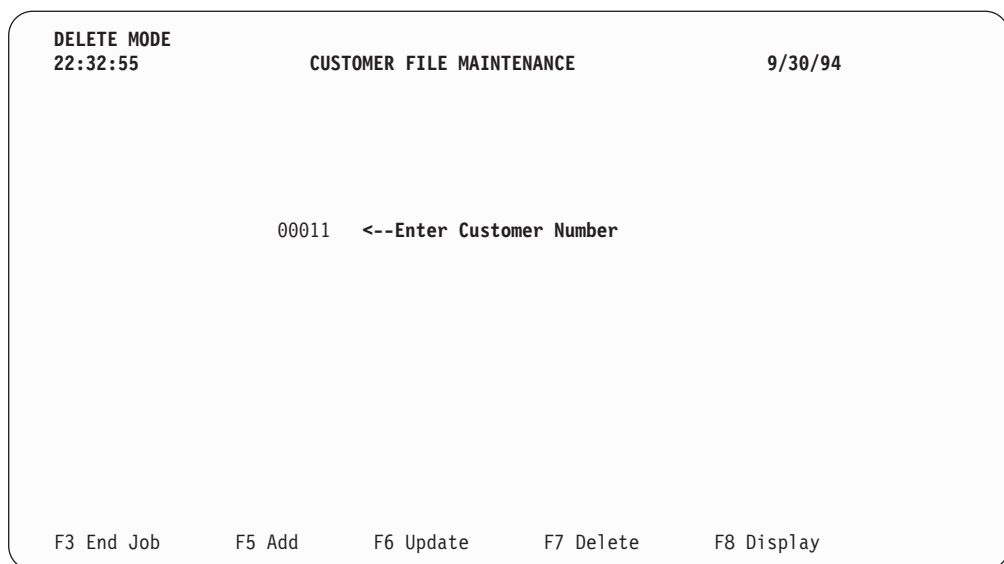 DELETE MODE
22:32:55 CUSTOMER FILE MAINTENANCE 9/30/94
00011 <--Enter Customer Number
F3 End Job F5 Add F6 Update F7 Delete F8 Display